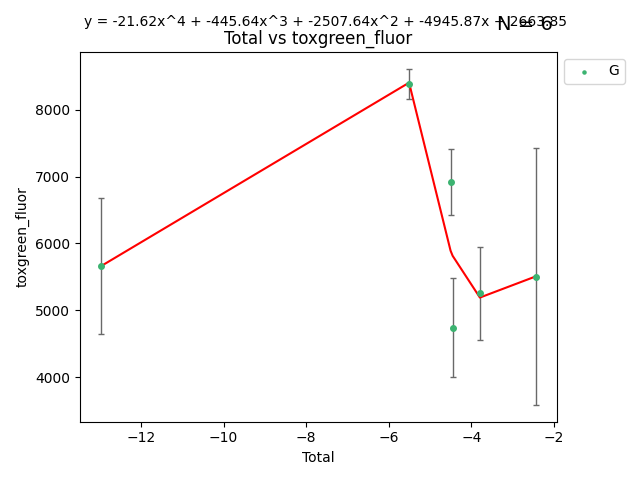 y = -21.62x^4 + -445.64x^3 + -2507.64x^2 + -4945.87x + 2663.85
N = 6
Total vs toxgreen_fluor
G
8000
7000
6000
5000
4000
toxgreen_fluor
−12
−10
−8
−6
−4
−2
Total